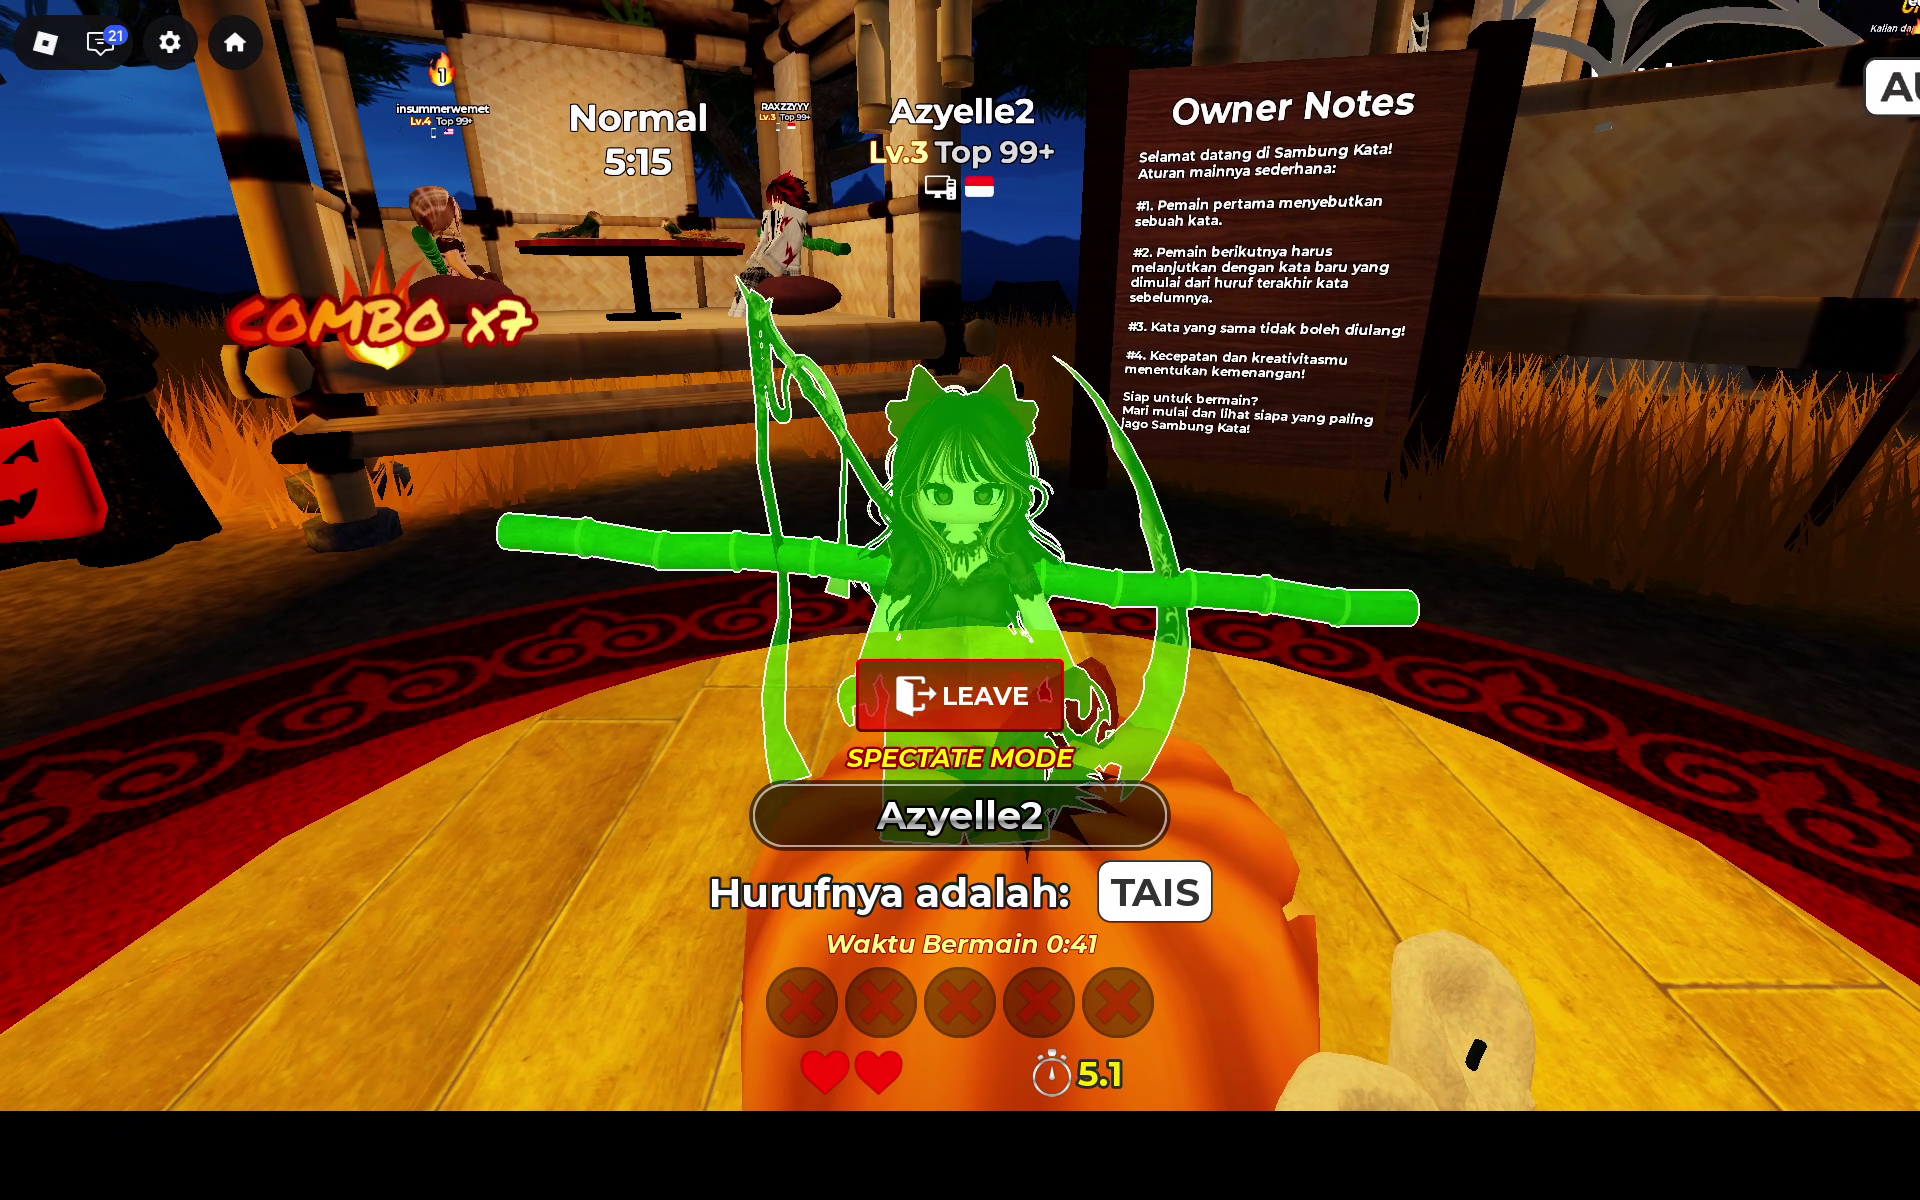 21
1
insummerwemet
Lv.4 Top 99+
Normal
5:15
RAXZZYYY
Lv.3 Top 99+
Azyelle2
Lv.3 Top 99+
COMBO x7
Owner Notes
Selamat datang di Sambung Kata!
Aturan mainnya sederhana:
#1. Pemain pertama menyebutkan
sebuah kata.
#2. Pemain berikutnya harus
melanjutkan dengan kata baru yang
dimulai dari huruf terakhir kata
sebelumnya.
#3. Kata yang sama tidak boleh diulang!
#4. Kecepatan dan kreativitasmu
menentukan kemenangan!
Siap untuk bermain?
Mari mulai dan lihat siapa yang paling
jago Sambung Kata!
Kalian
LEAVE
SPECTATE MODE
Azyelle2
Hurufnya adalah: TAIS
Waktu Bermain 0:41
5.1